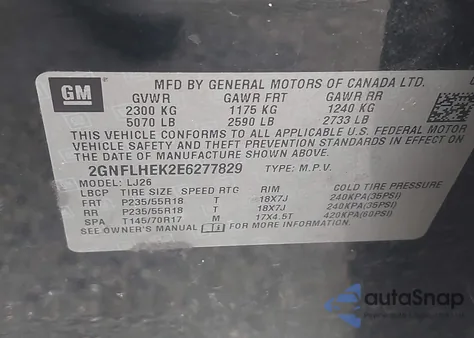 GM
MFD BY GENERAL MOTORS OF CANADA LTD.
GVWR GAWR FRT GAWR RR
2300 KG 1175 KG 1240 KG
5070 LB 2590 LB 2733 LB
THIS VEHICLE CONFORMS TO ALL APPLICABLE U.S. FEDERAL MOTOR
VEHICLE SAFETY AND THEFT PREVENTION STANDARDS IN EFFECT ON
THE DATE OF MANUFACTURE SHOWN ABOVE.
2GNFLHEK2E6277829 TYPE: M.P.V.
MODEL: LJ26
LBCP TIRE SIZE SPEED RTG RIM COLD TIRE PRESSURE
FRT P235/55R18 T 18X7J 240KPA(35PSI)
RR P235/55R18 T 18X7J 240KPA(35PSI)
SPA T145/70R17 M 17X4.5T 420KPA(60PSI)
SEE OWNER'S MANUAL FOR MORE INFORMATION.
autoSnap